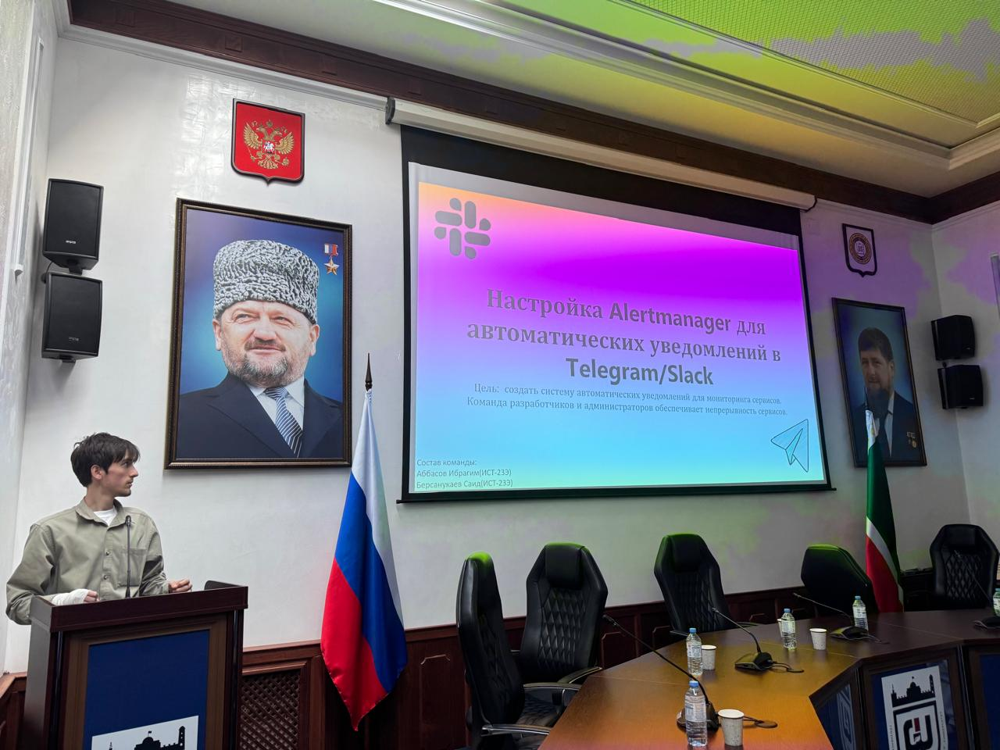 Настройка Alertmanager для
автоматических уведомлений в
Telegram/Slack
Цель: создать систему автоматических уведомлений для мониторинга сервисов.
Команда разработчиков и администраторов обеспечивает непрерывность сервисов.
Состав команды:
Аббасов Ибрагим(ИСТ-23Э)
Берсанукаев Саид(ИСТ-23Э)